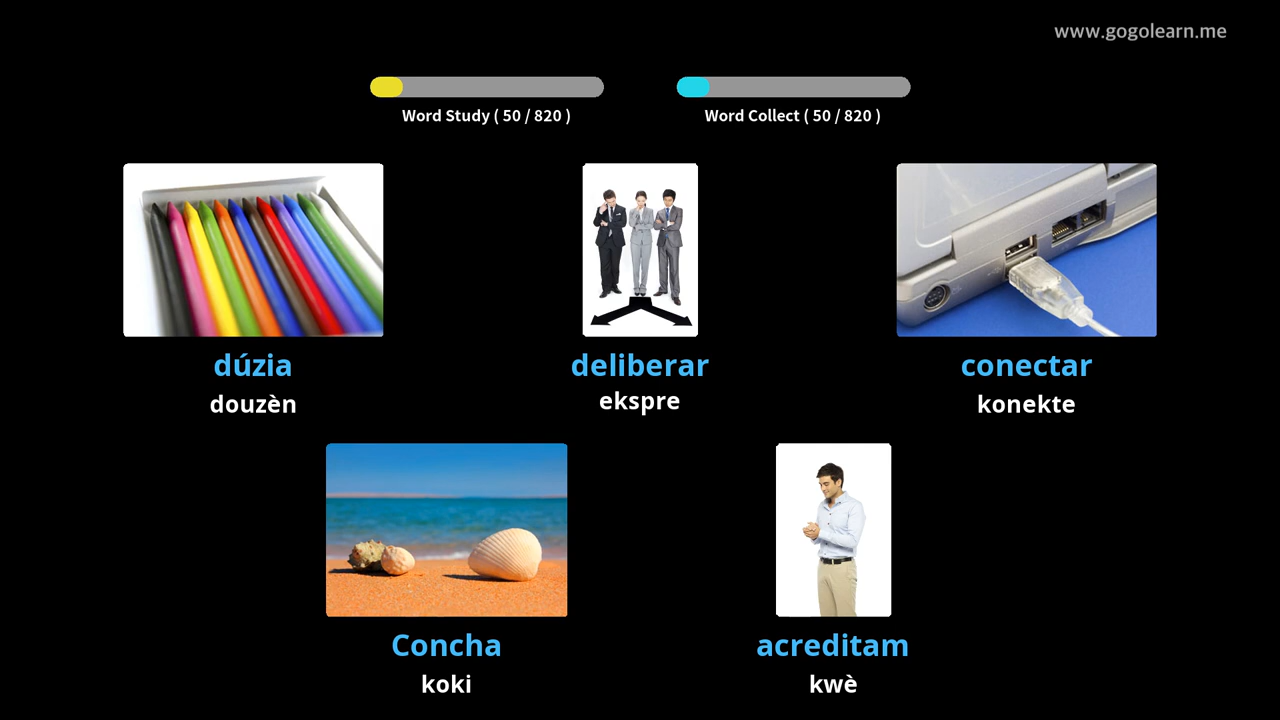 www.gogolearn.me
Word Study ( 50 / 820 )
Word Collect ( 50 / 820 )
dúzia
douzèn
deliberar
ekspre
conectar
konekte
Concha
koki
acreditam
kwè